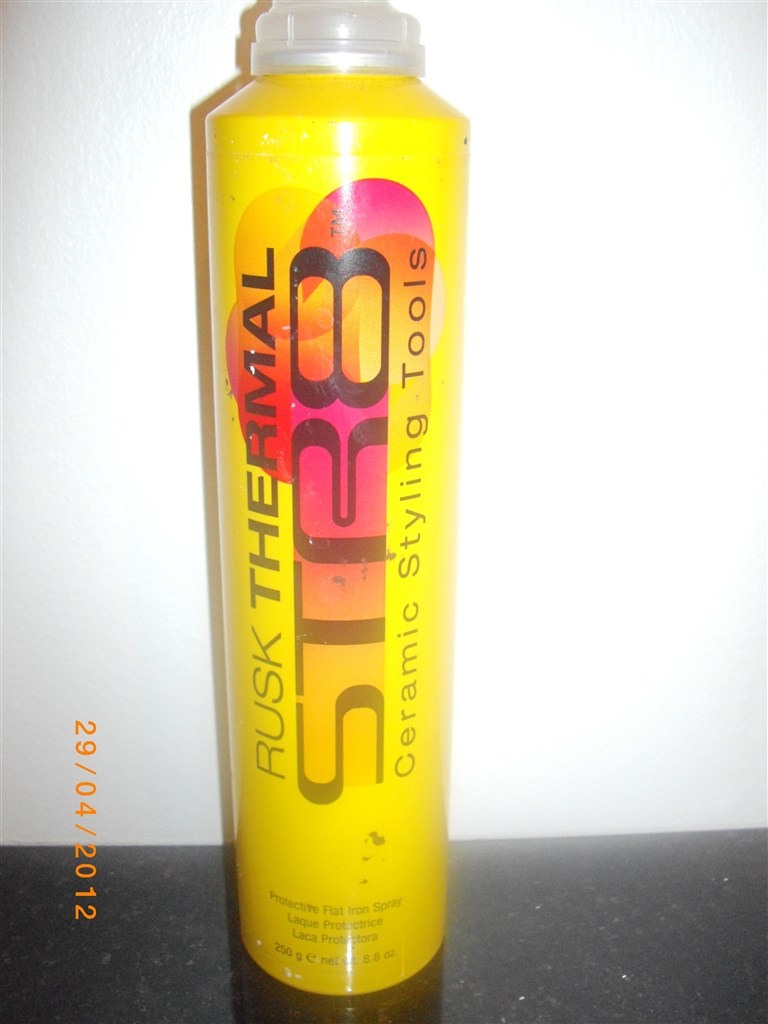 RUSK THERMAL
STR8™
Ceramic Styling Tools
Protective Flat Iron Spray
Laque Protectrice
Laca Protectora
250 g ℮ net wt. 8.8 oz.
29/04/2012